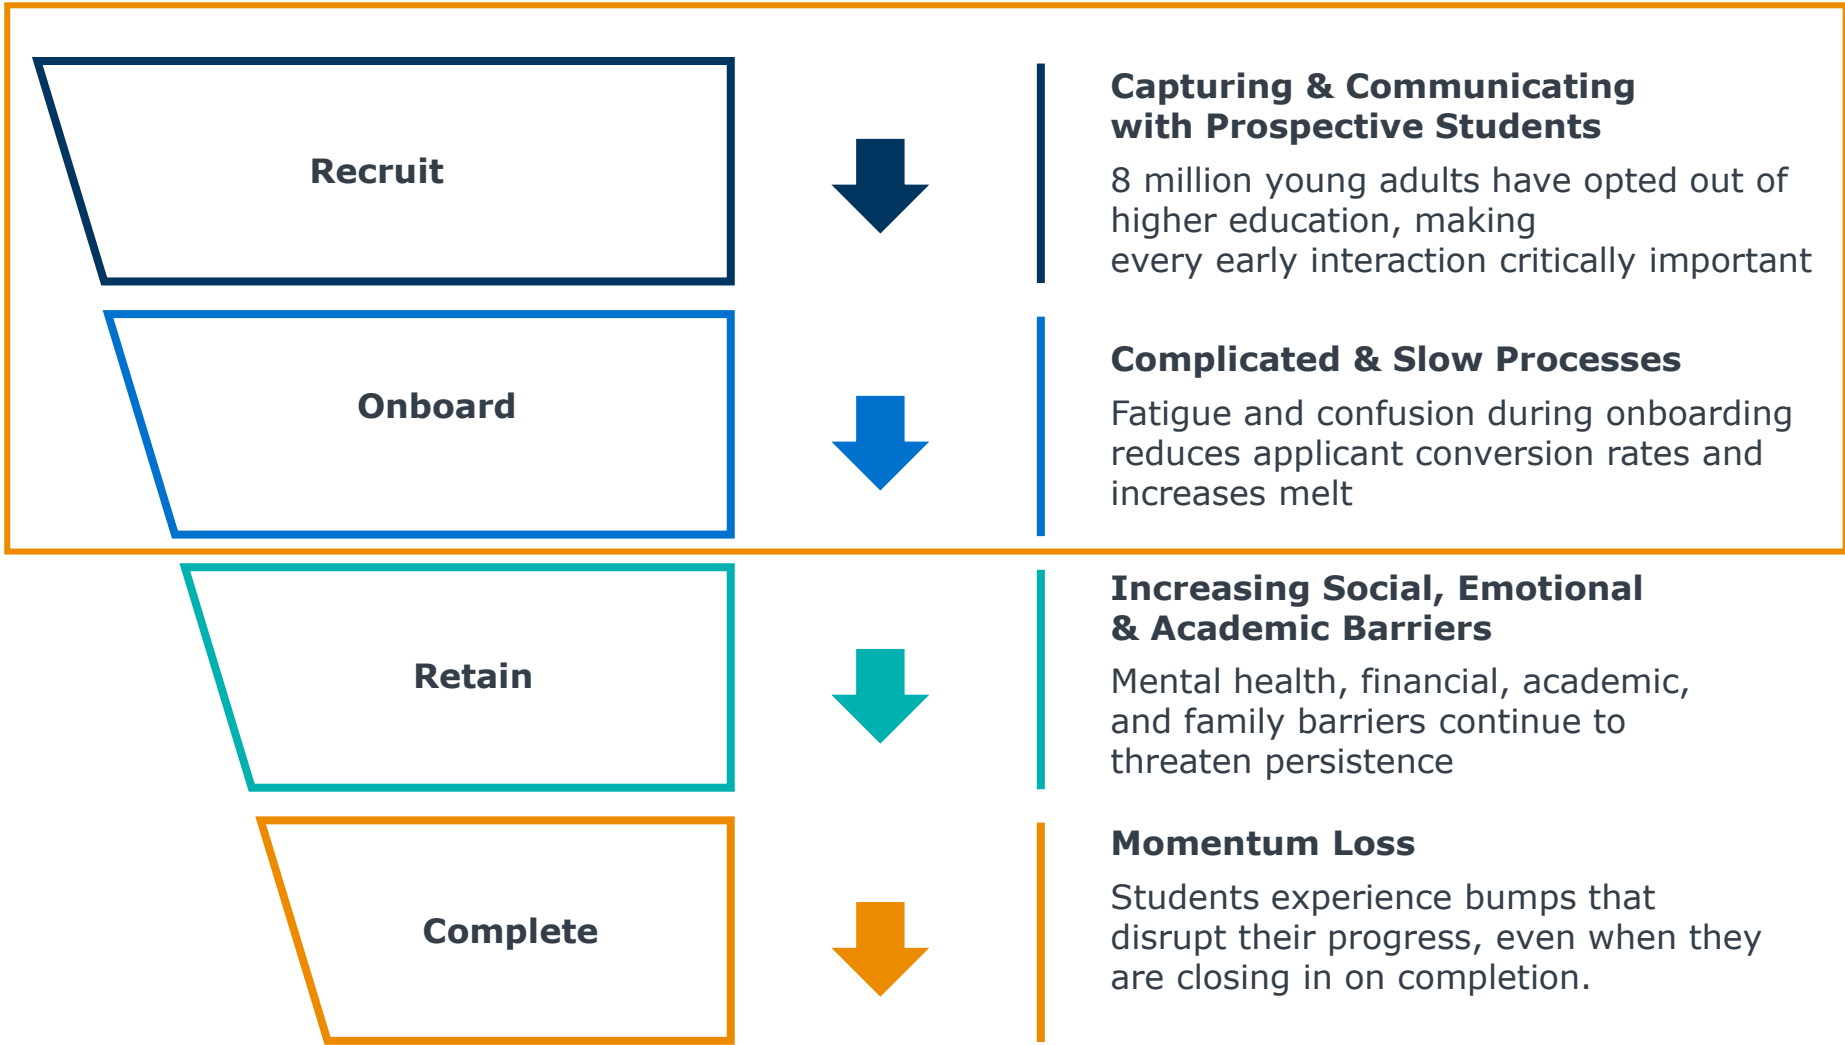 Recruit
Capturing & Communicating
with Prospective Students
8 million young adults have opted out of
higher education, making
every early interaction critically important
Onboard
Complicated & Slow Processes
Fatigue and confusion during onboarding
reduces applicant conversion rates and
increases melt
Retain
Increasing Social, Emotional
& Academic Barriers
Mental health, financial, academic,
and family barriers continue to
threaten persistence
Complete
Momentum Loss
Students experience bumps that
disrupt their progress, even when they
are closing in on completion.